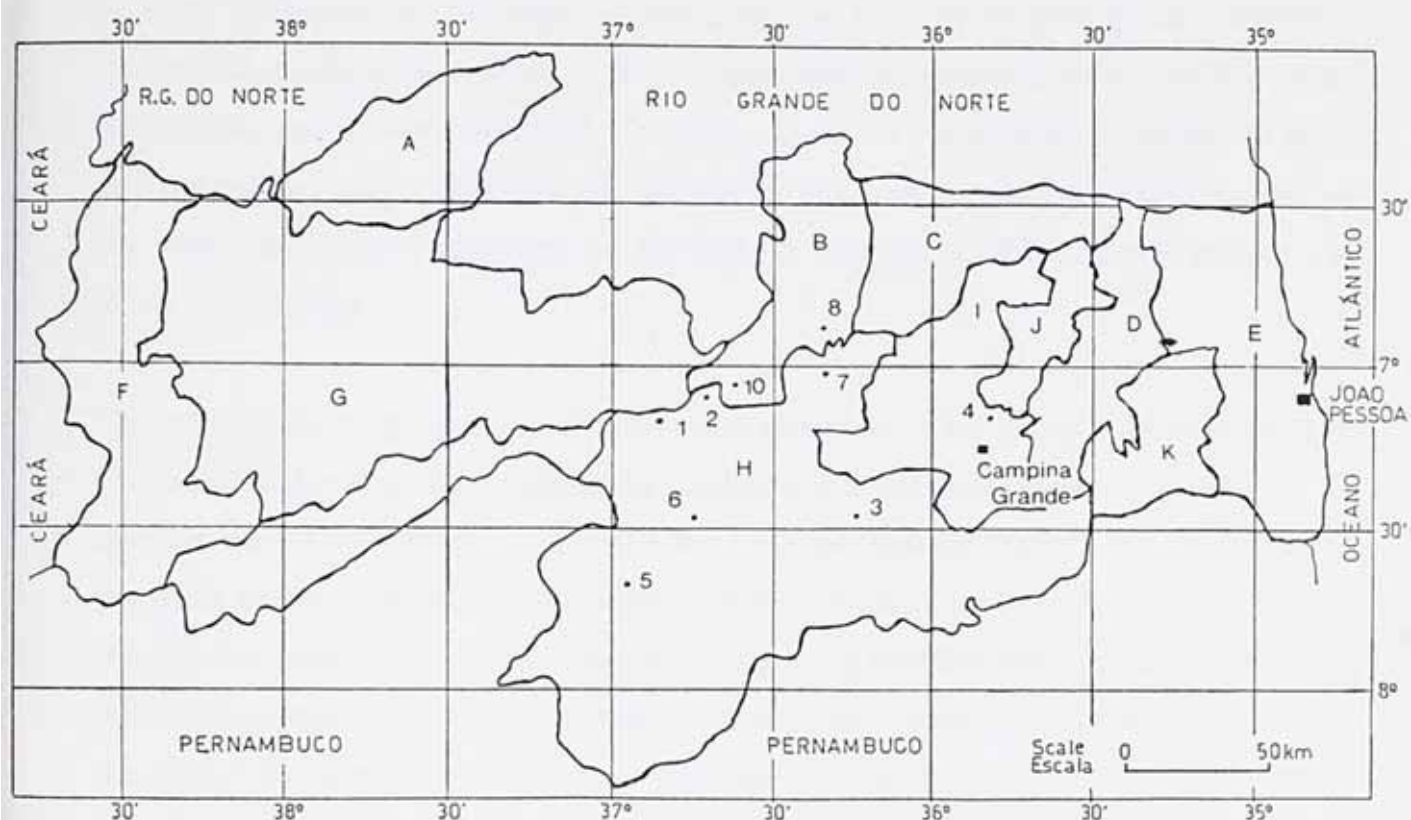 30' 38º 30' 37º 30' 36º 30' 35º
R.G. DO NORTE
RIO GRANDE DO NORTE
CEARÁ
A
30'
B
C
ATLÂNTICO
8
I
J
D
E
7º
F
G
10
7
JOAO
PESSOA
1
2
4
H
K
Campina
Grande
CEARÁ
6
3
30'
OCEANO
5
8º
PERNAMBUCO
PERNAMBUCO
Scale 0 50km
Escala
30' 38º 30' 37º 30' 36º 30' 35º